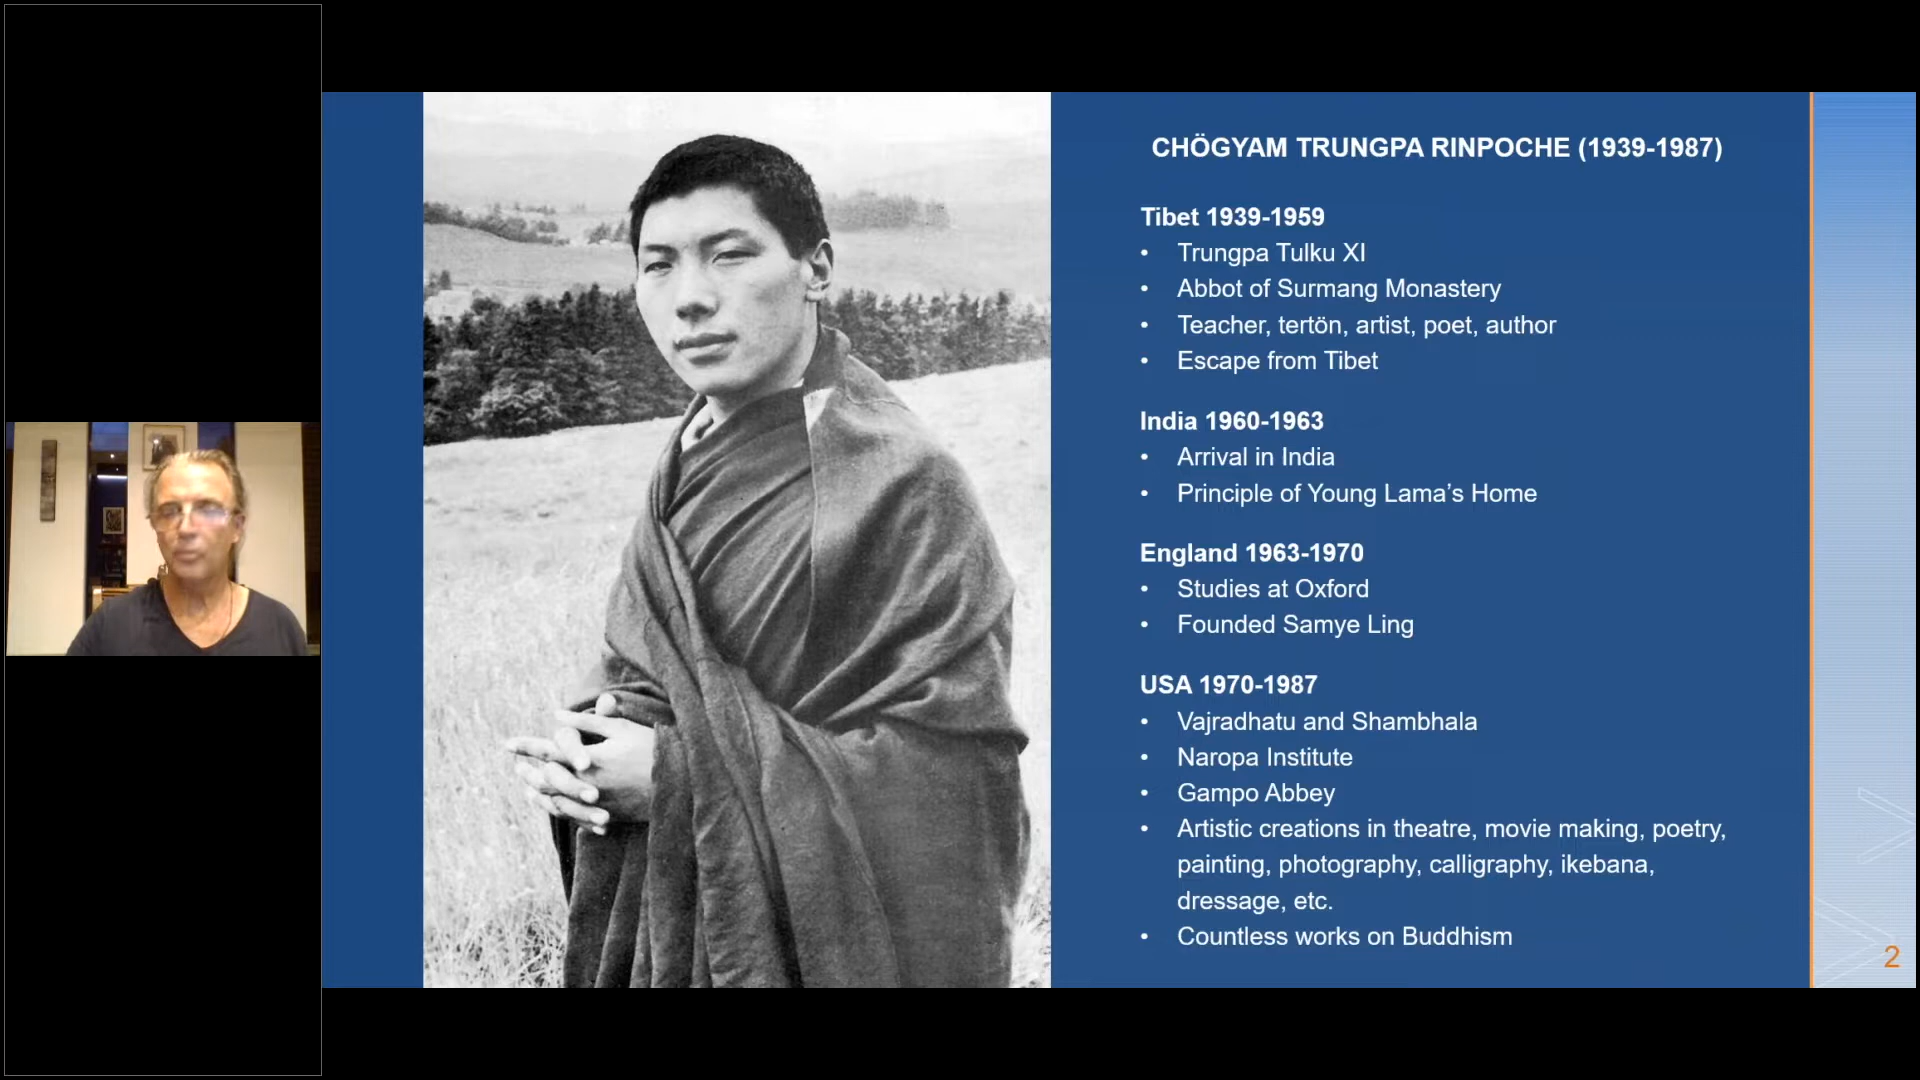 CHÖGYAM TRUNGPA RINPOCHE (1939-1987)
Tibet 1939-1959
• Trungpa Tulku XI
• Abbot of Surmang Monastery
• Teacher, tertön, artist, poet, author
• Escape from Tibet
India 1960-1963
• Arrival in India
• Principle of Young Lama’s Home
England 1963-1970
• Studies at Oxford
• Founded Samye Ling
USA 1970-1987
• Vajradhatu and Shambhala
• Naropa Institute
• Gampo Abbey
• Artistic creations in theatre, movie making, poetry,
painting, photography, calligraphy, ikebana,
dressage, etc.
• Countless works on Buddhism
2